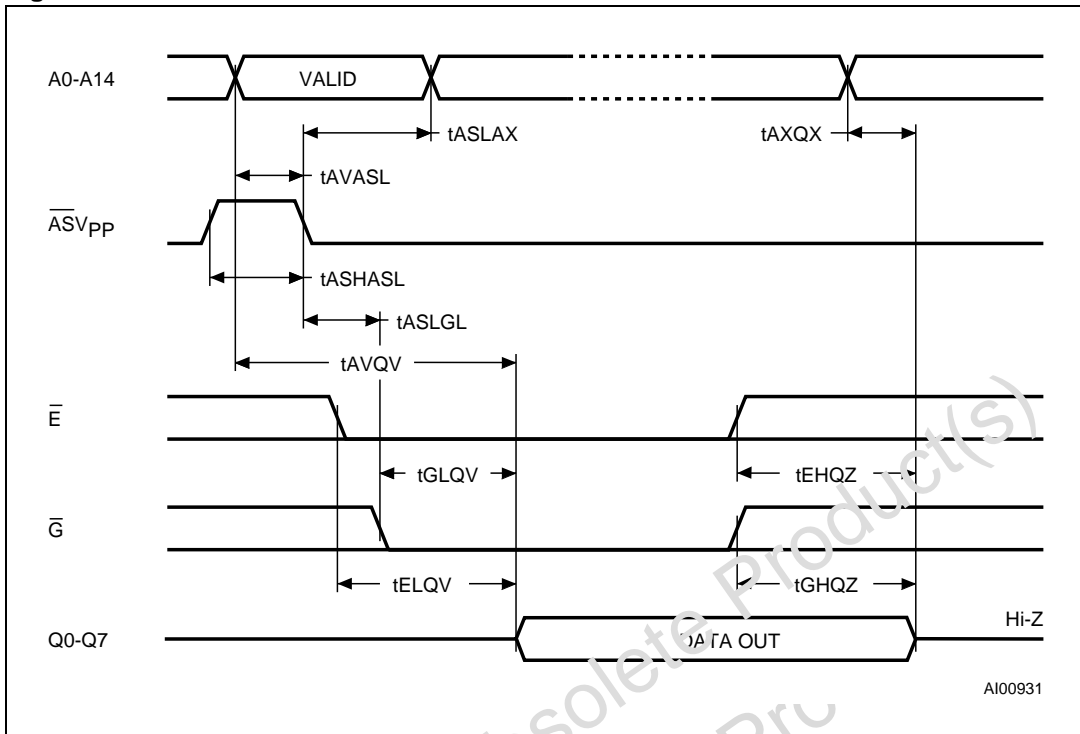 A0-A14
VALID
tASLAX
tAXQX
tAVASL
ASVPP
tASHASL
tASLGL
tAVQV
E
tGLQV
tEHQZ
G
tELQV
tGHQZ
Q0-Q7
DATA OUT
Hi-Z
AI00931
Product(s)